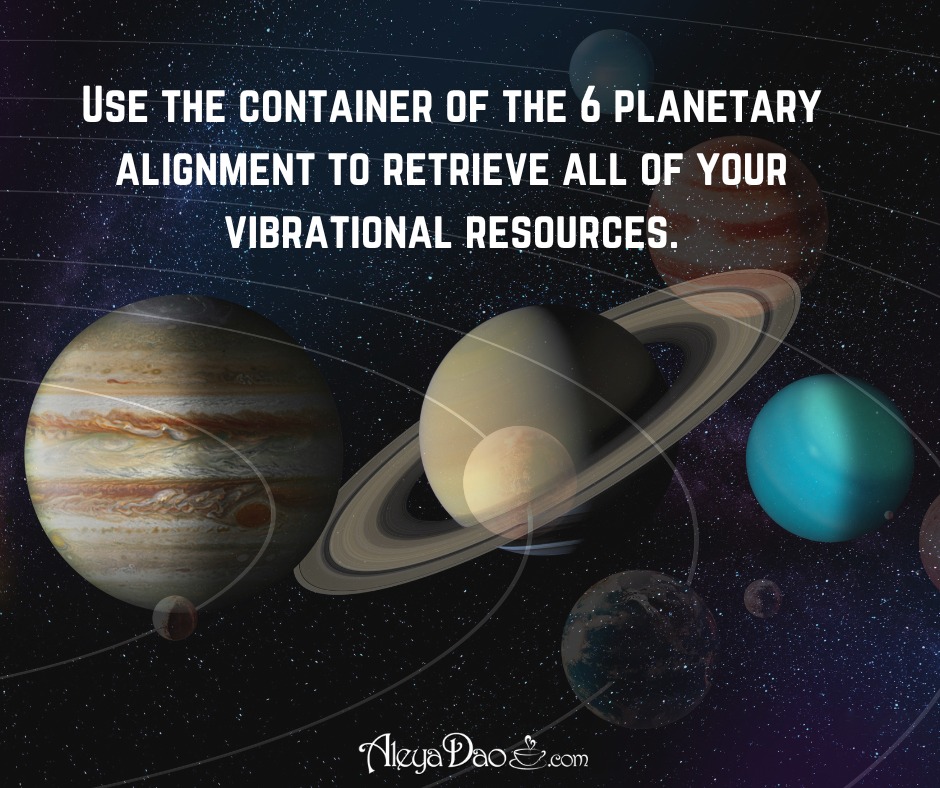 Use the container of the 6 planetary
alignment to retrieve all of your
vibrational resources.
AleyaDao.com